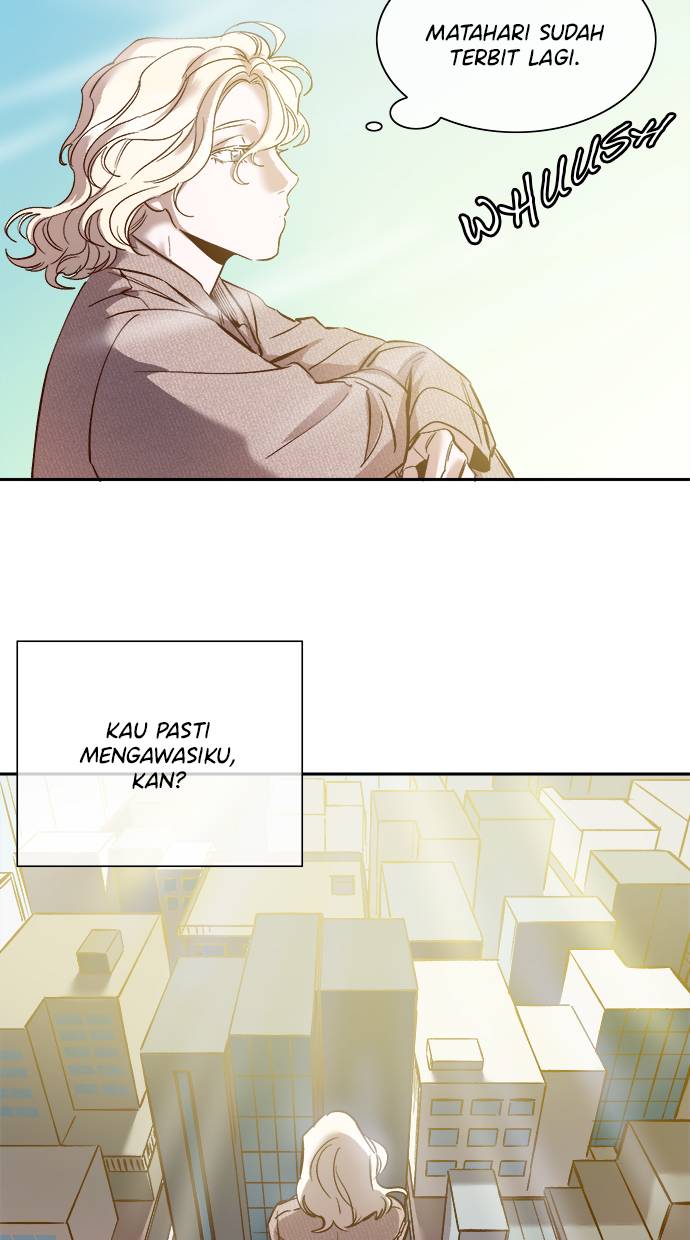 MATAHARI SUDAH
TERBIT LAGI.
WHUUSH
KAU PASTI
MENGAWASIKU,
KAN?